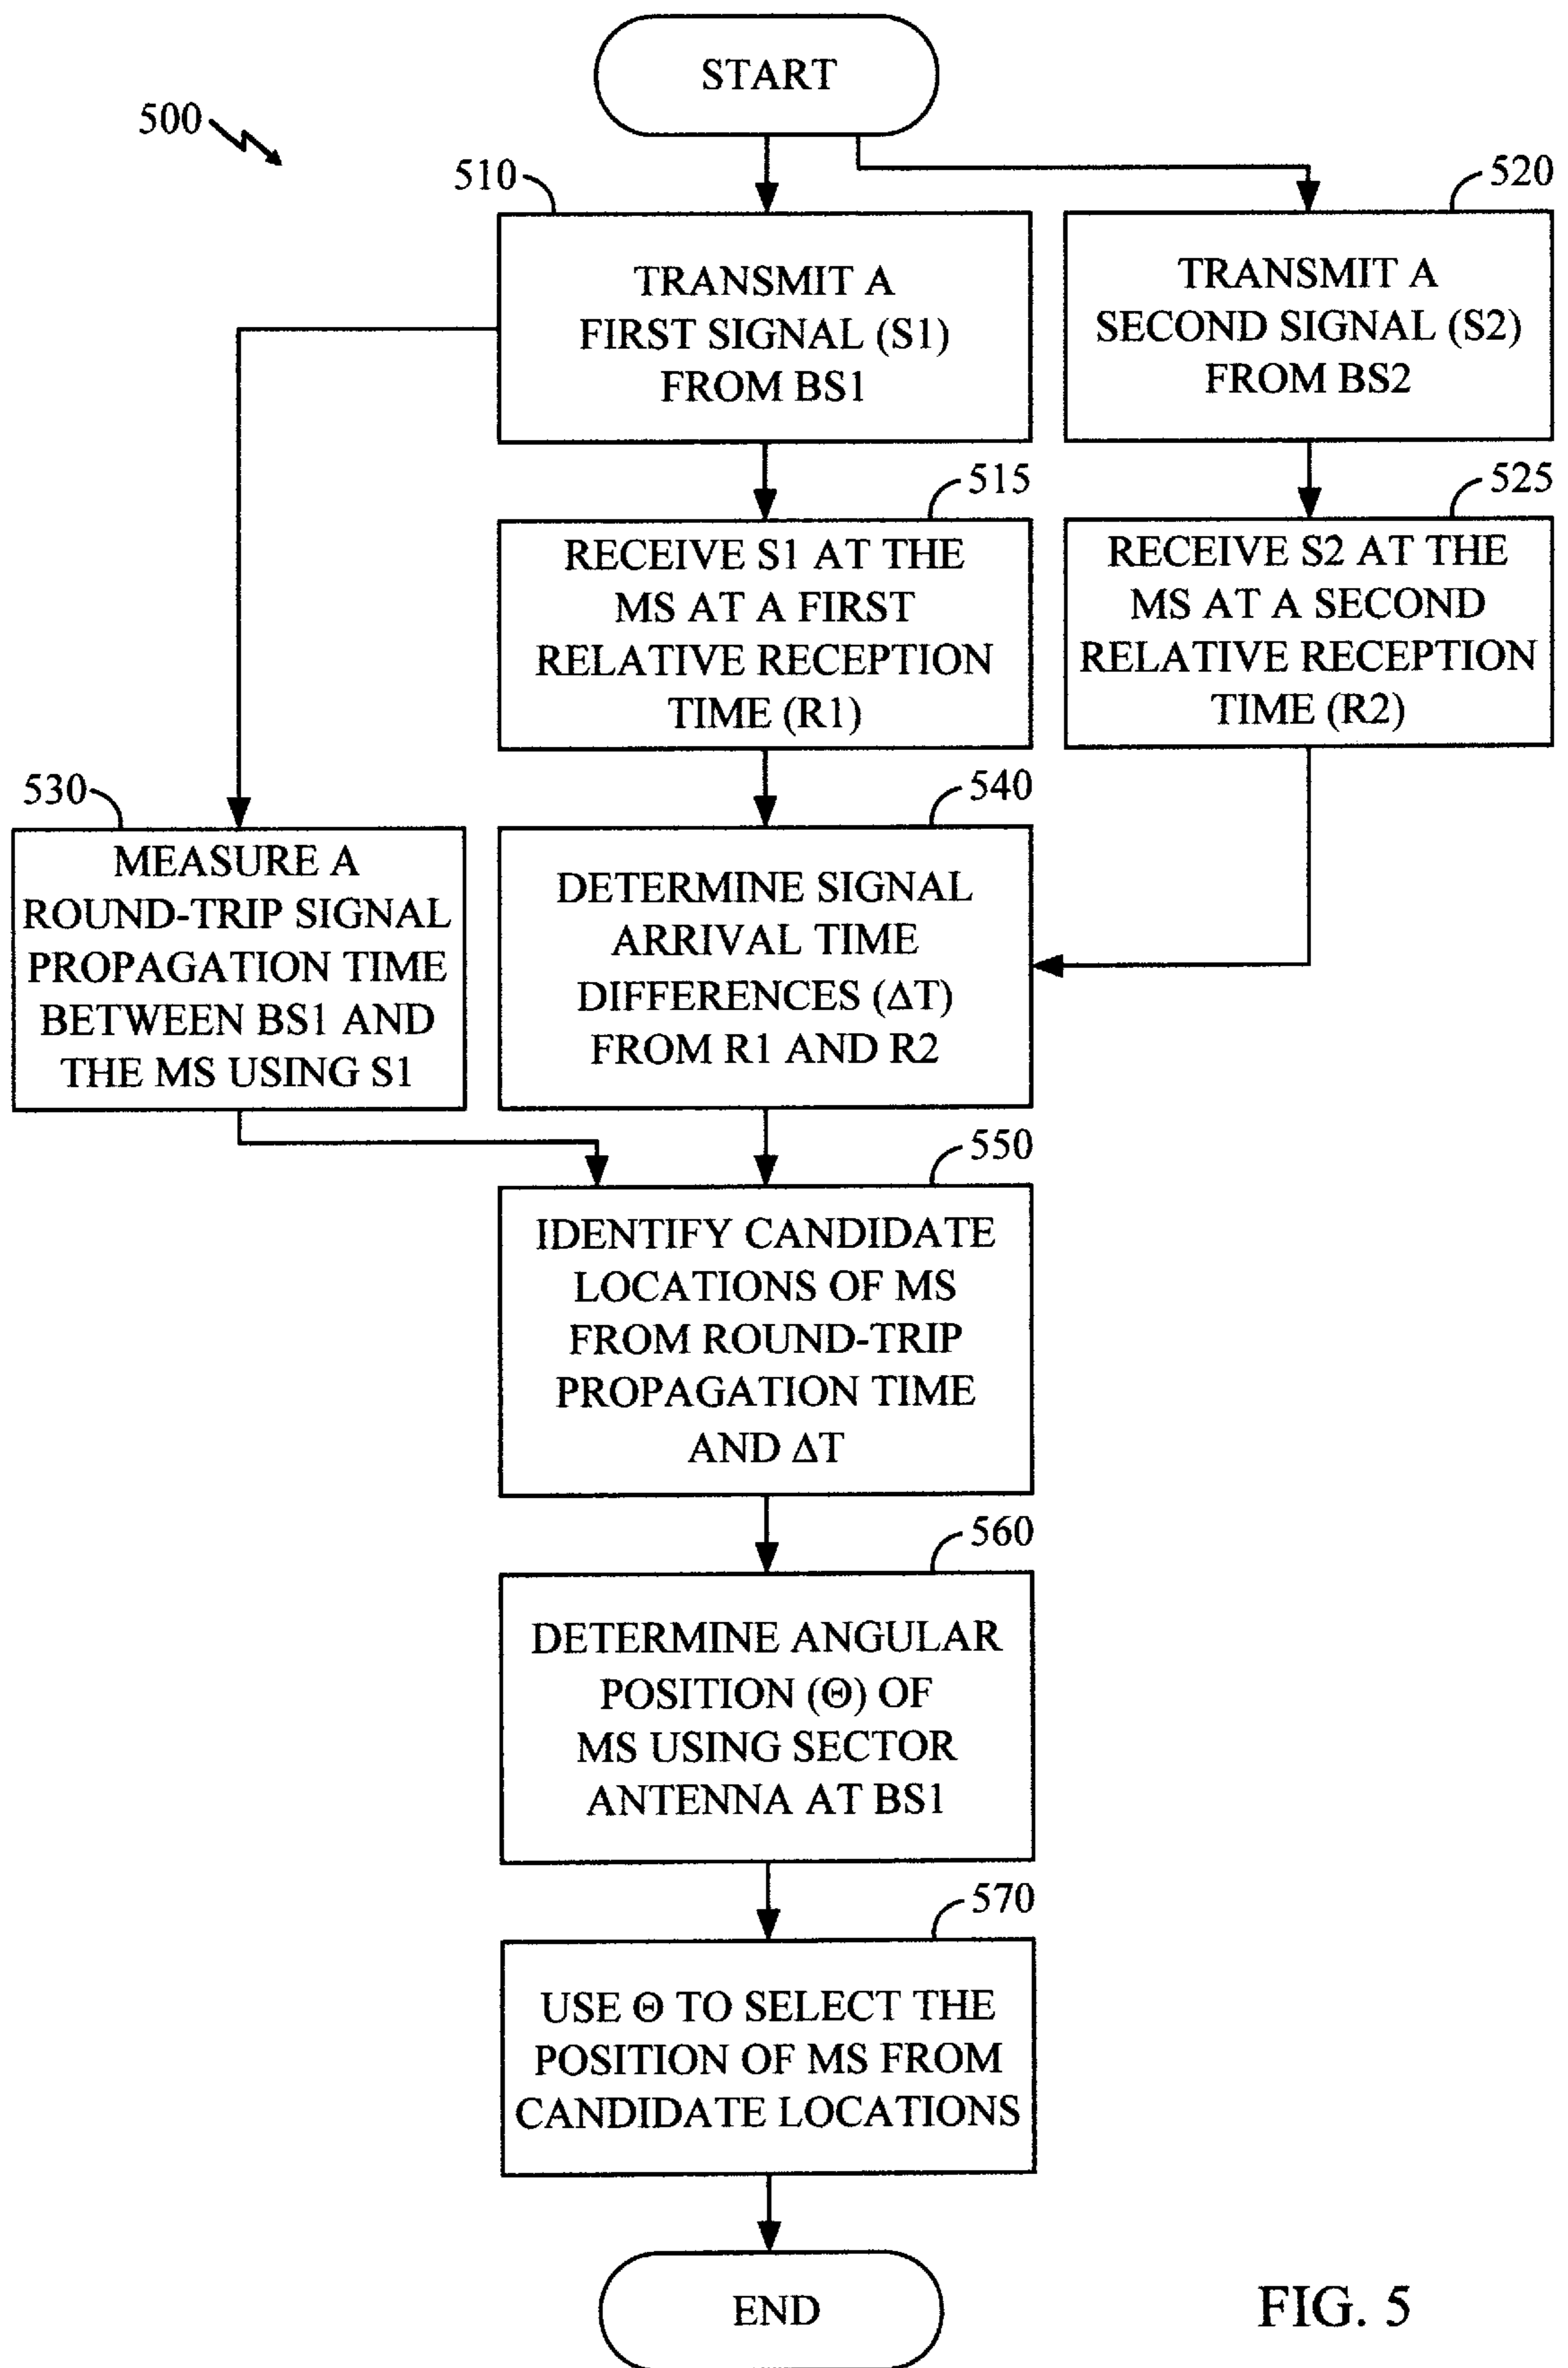 START
500
510
TRANSMIT A
FIRST SIGNAL (S1)
FROM BS1
520
TRANSMIT A
SECOND SIGNAL (S2)
FROM BS2
515
RECEIVE S1 AT THE
MS AT A FIRST
RELATIVE RECEPTION
TIME (R1)
525
RECEIVE S2 AT THE
MS AT A SECOND
RELATIVE RECEPTION
TIME (R2)
530
MEASURE A
ROUND-TRIP SIGNAL
PROPAGATION TIME
BETWEEN BS1 AND
THE MS USING S1
540
DETERMINE SIGNAL
ARRIVAL TIME
DIFFERENCES (ΔT)
FROM R1 AND R2
550
IDENTIFY CANDIDATE
LOCATIONS OF MS
FROM ROUND-TRIP
PROPAGATION TIME
AND ΔT
560
DETERMINE ANGULAR
POSITION (Θ) OF
MS USING SECTOR
ANTENNA AT BS1
570
USE Θ TO SELECT THE
POSITION OF MS FROM
CANDIDATE LOCATIONS
END
FIG. 5